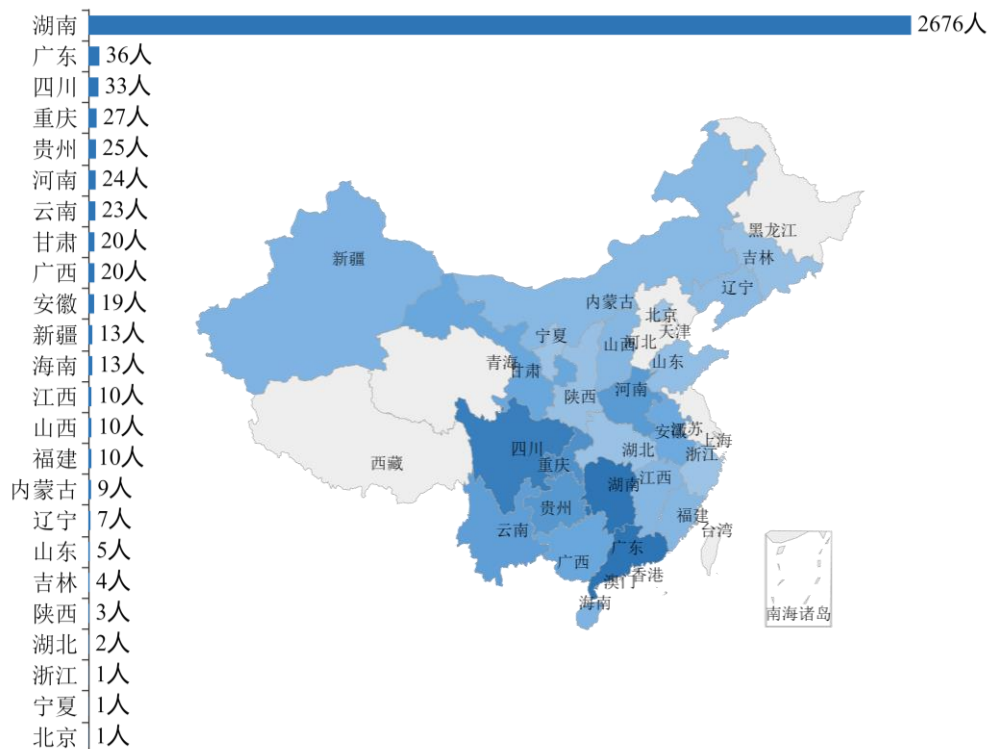 湖南 2676人
广东 36人
四川 33人
重庆 27人
贵州 25人
河南 24人
云南 23人
甘肃 20人
广西 20人
安徽 19人
新疆 13人
海南 13人
江西 10人
山西 10人
福建 10人
内蒙古 9人
辽宁 7人
山东 5人
吉林 4人
陕西 3人
湖北 2人
浙江 1人
宁夏 1人
北京 1人
黑龙江
吉林
新疆
辽宁
内蒙古
北京
天津
宁夏
山西
河北
山东
青海
甘肃
河南
陕西
安徽
江苏
上海
四川
湖北
浙江
重庆
西藏
江西
湖南
贵州
福建
云南
台湾
广东
广西
香港
澳门
海南
南海诸岛